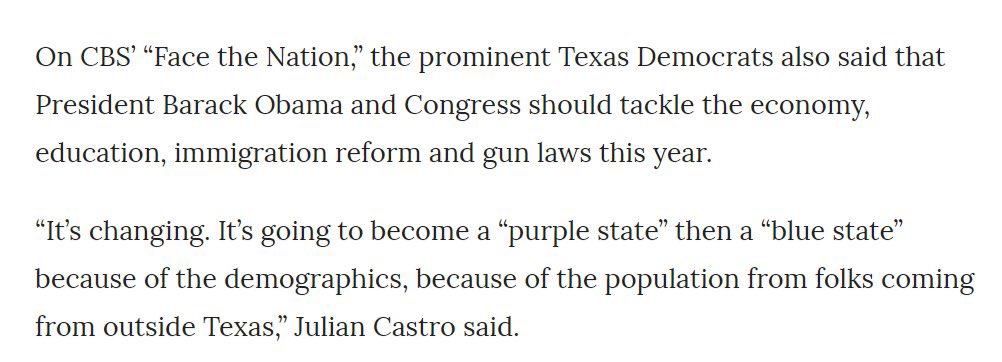 On CBS’ “Face the Nation,” the prominent Texas Democrats also said that
President Barack Obama and Congress should tackle the economy,
education, immigration reform and gun laws this year.
“It’s changing. It’s going to become a “purple state” then a “blue state”
because of the demographics, because of the population from folks coming
from outside Texas,” Julian Castro said.